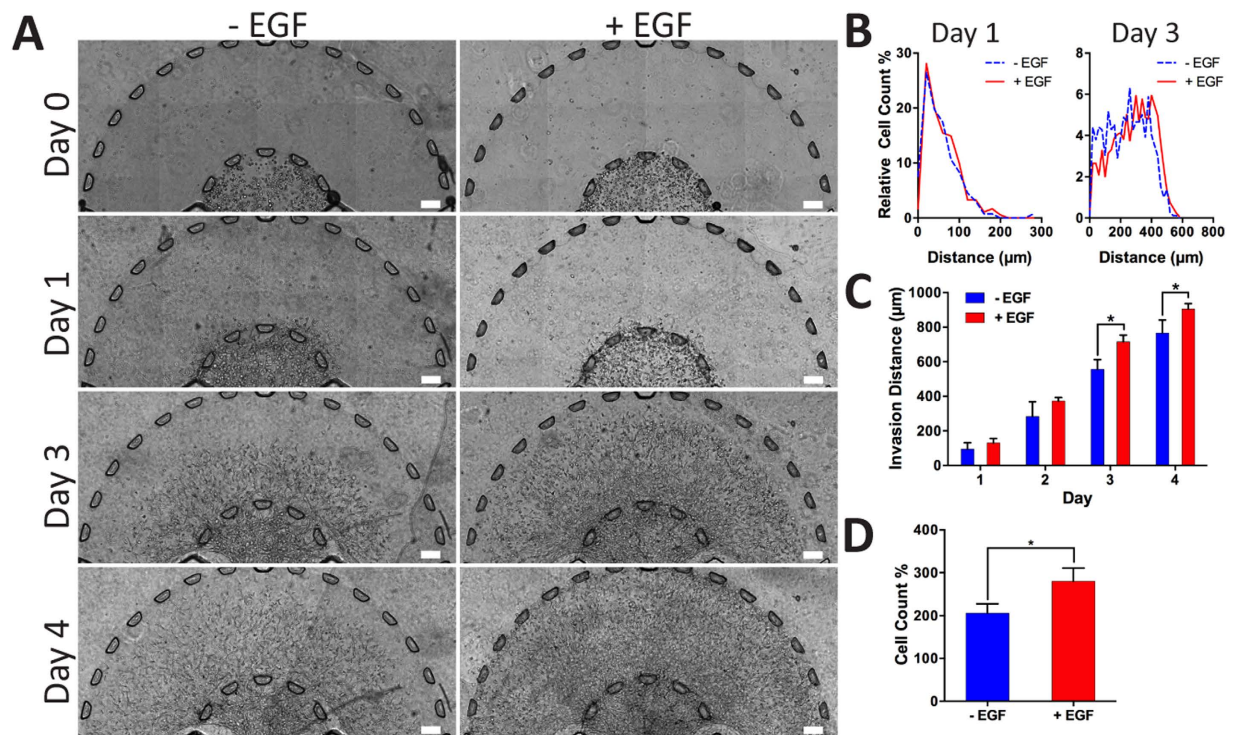 A
- EGF
+ EGF
Day 0
Day 1
Day 3
Day 4
B
Day 1
Day 3
Relative Cell Count %
30
20
10
0
- EGF
+ EGF
0 100 200 300
Distance (µm)
8
6
4
2
0
- EGF
+ EGF
0 200 400 600 800
Distance (µm)
C
Invasion Distance (µm)
1000
800
600
400
200
0
- EGF
+ EGF
*
*
1 2 3 4
Day
D
Cell Count %
400
300
200
100
0
*
- EGF + EGF